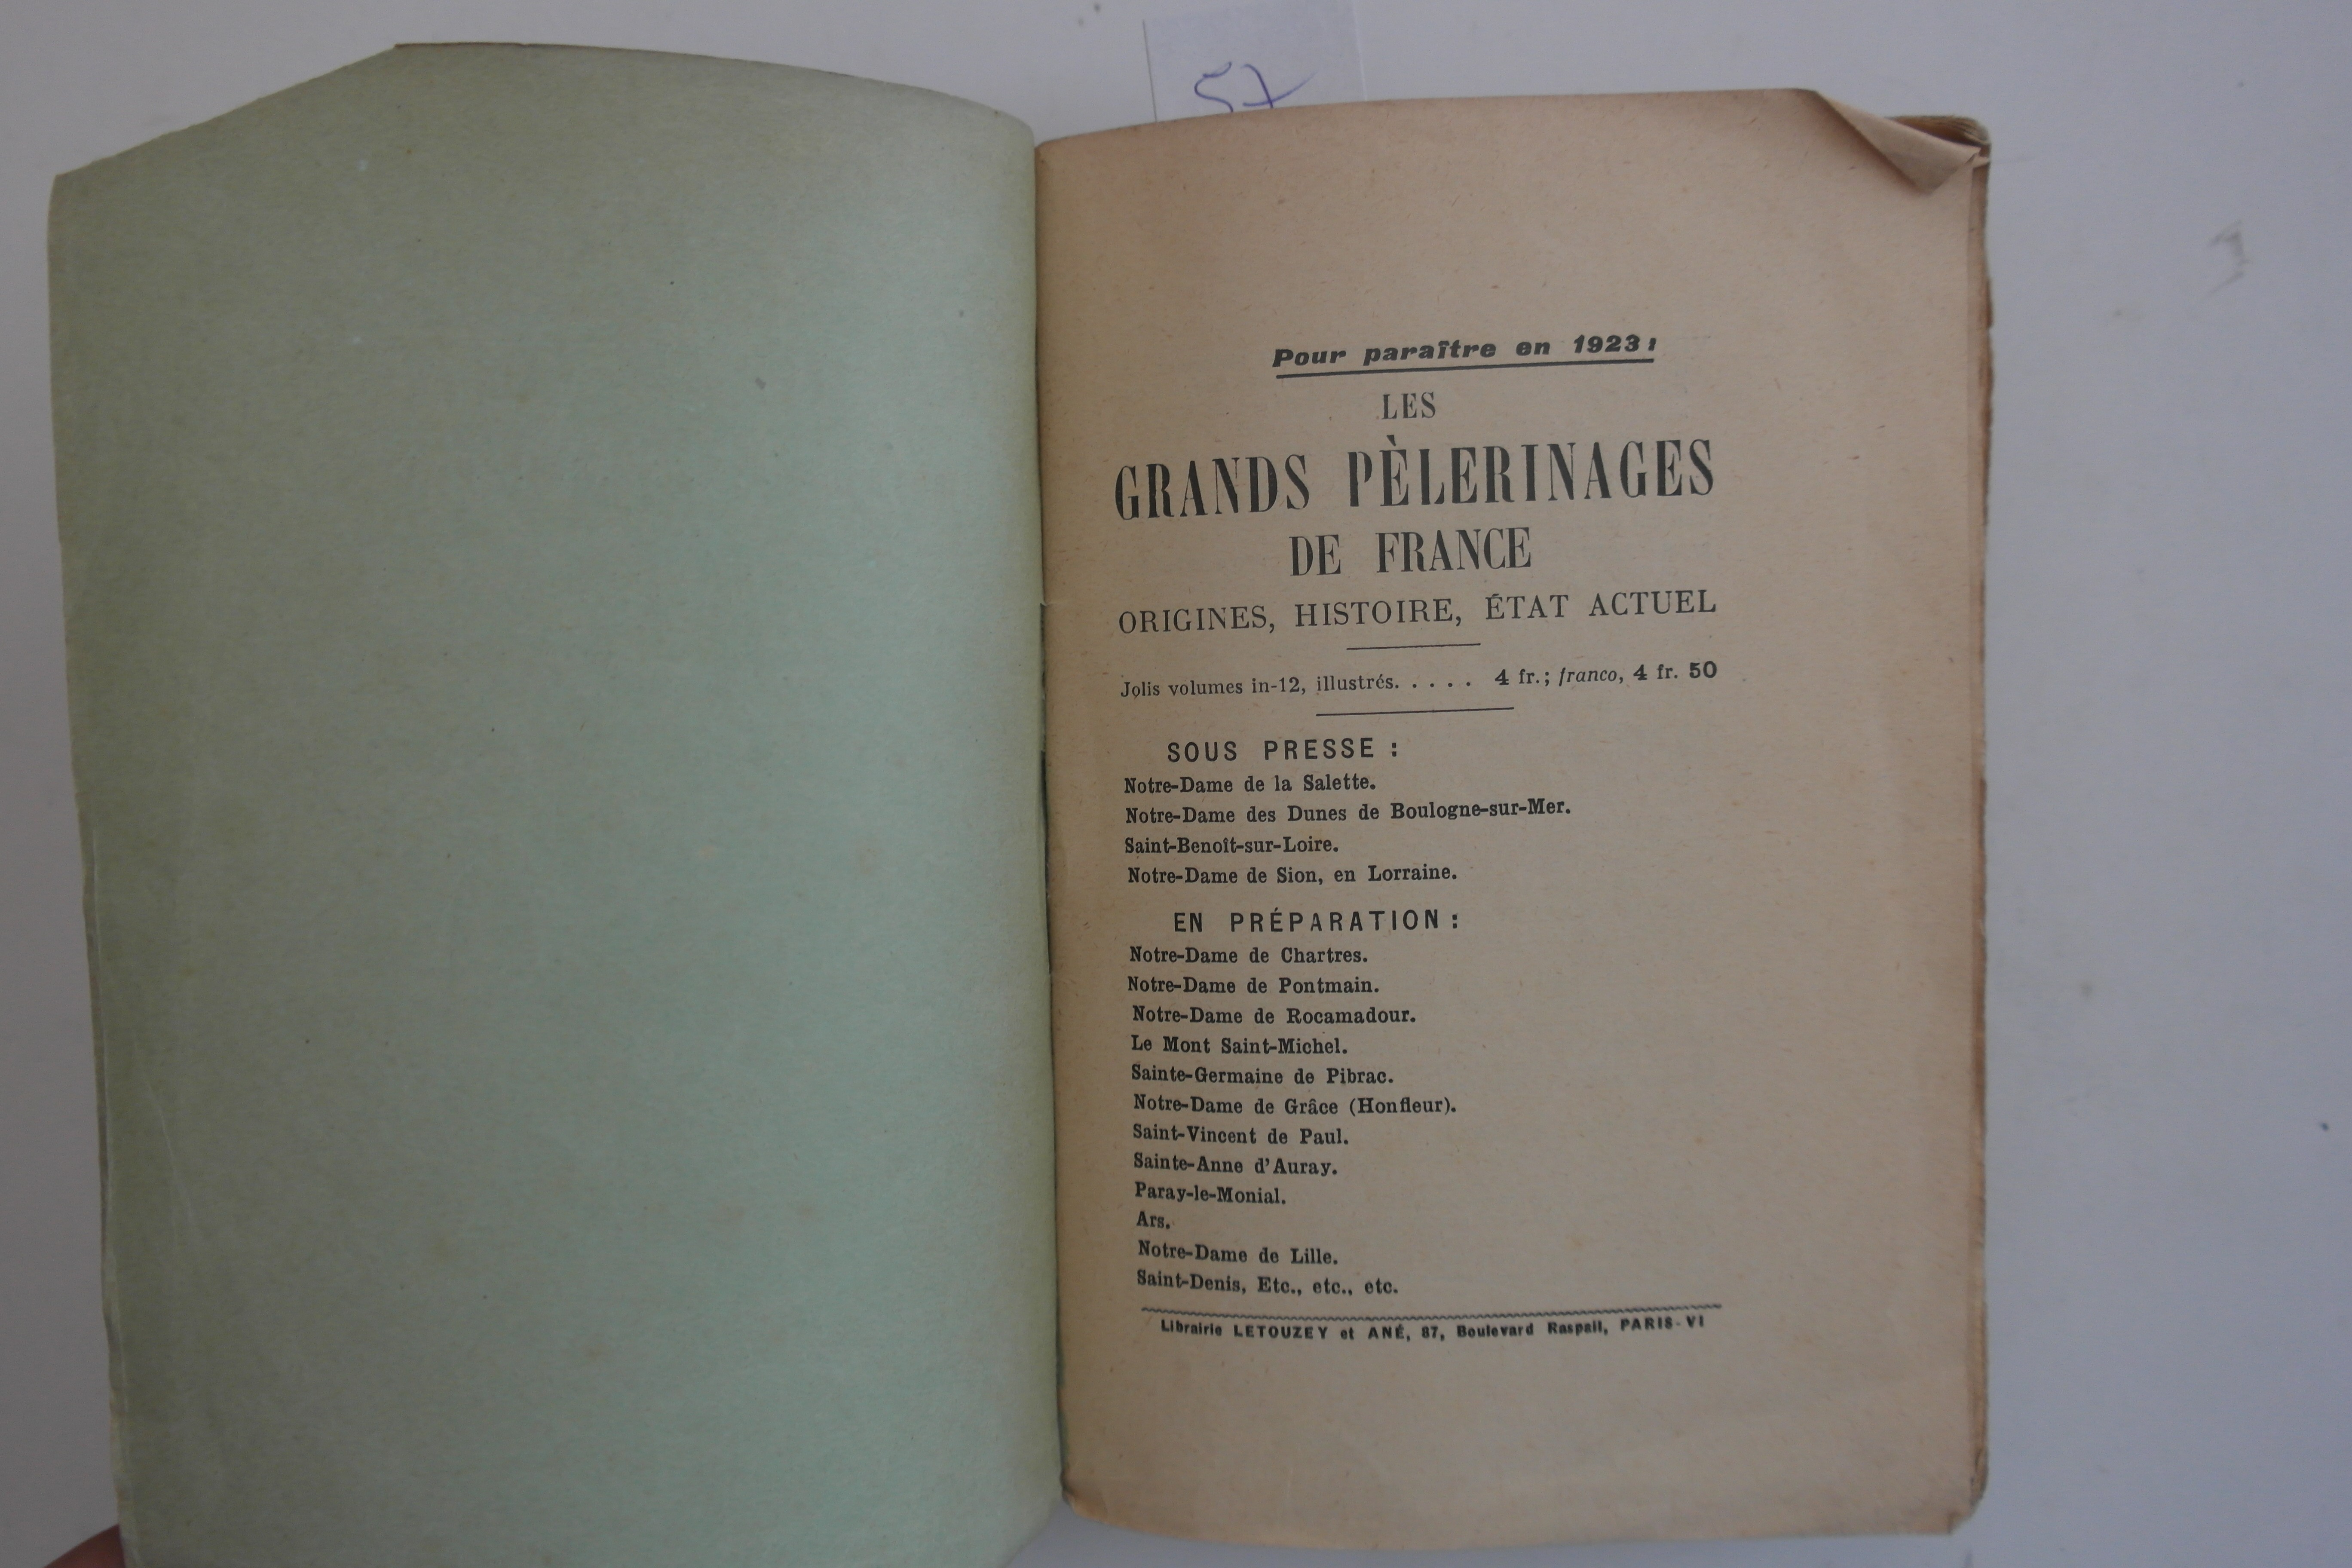 57
Pour paraître en 1923 :
LES
GRANDS PÈLERINAGES
DE FRANCE
ORIGINES, HISTOIRE, ÉTAT ACTUEL
Jolis volumes in-12, illustrés. . . . . 4 fr. ; franco, 4 fr. 50
SOUS PRESSE :
Notre-Dame de la Salette.
Notre-Dame des Dunes de Boulogne-sur-Mer.
Saint-Benoît-sur-Loire.
Notre-Dame de Sion, en Lorraine.
EN PRÉPARATION :
Notre-Dame de Chartres.
Notre-Dame de Pontmain.
Notre-Dame de Rocamadour.
Le Mont Saint-Michel.
Sainte-Germaine de Pibrac.
Notre-Dame de Grâce (Honfleur).
Saint-Vincent de Paul.
Sainte-Anne d'Auray.
Paray-le-Monial.
Ars.
Notre-Dame de Lille.
Saint-Denis, Etc., etc., etc.
Librairie LETOUZEY et ANÉ, 87, Boulevard Raspail, PARIS-VI